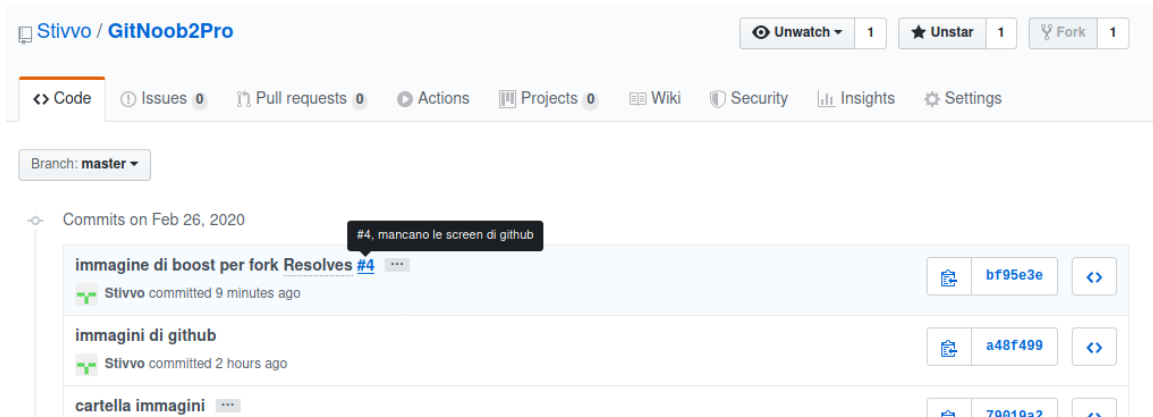 Stivvo / GitNoob2Pro
Unwatch 1 Unstar 1 Fork 1
Code Issues 0 Pull requests 0 Actions Projects 0 Wiki Security Insights Settings
Branch: master
Commits on Feb 26, 2020
#4, mancano le screen di github
immagine di boost per fork Resolves #4 ...
bf95e3e
Stivvo committed 9 minutes ago
immagini di github
a48f499
Stivvo committed 2 hours ago
cartella immagini ...
79019a2